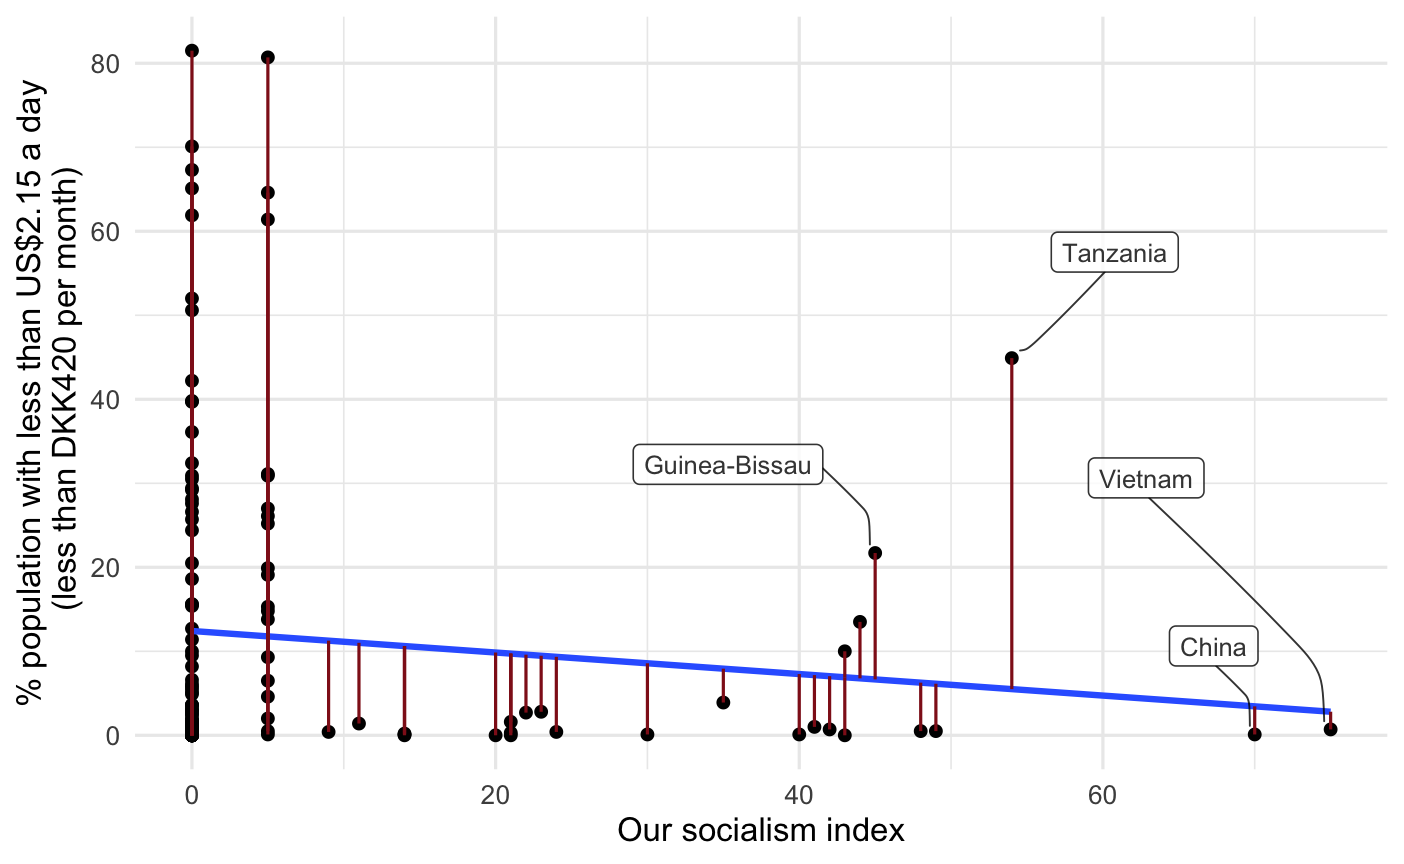 % population with less than US$2.15 a day
(less than DKK420 per month)
80
60
40
20
0
Tanzania
Guinea-Bissau
Vietnam
China
0
20
40
60
Our socialism index